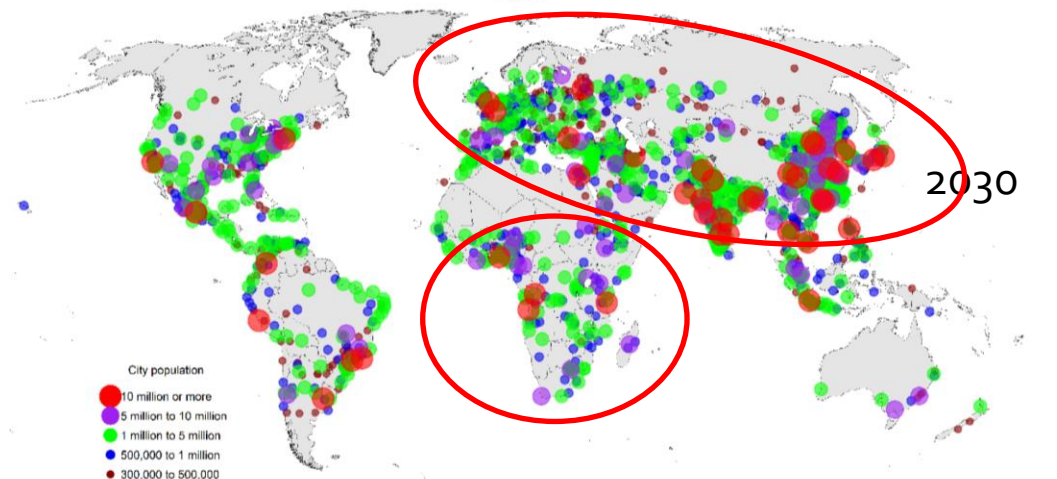 2030
City population
10 million or more
5 million to 10 million
1 million to 5 million
500,000 to 1 million
300.000 to 500.000